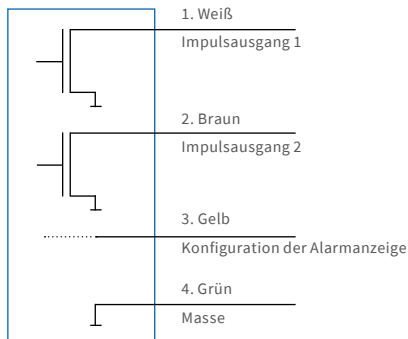 1. Weiß
Impulsausgang 1
2. Braun
Impulsausgang 2
3. Gelb
Konfiguration der Alarmanzeige
4. Grün
Masse